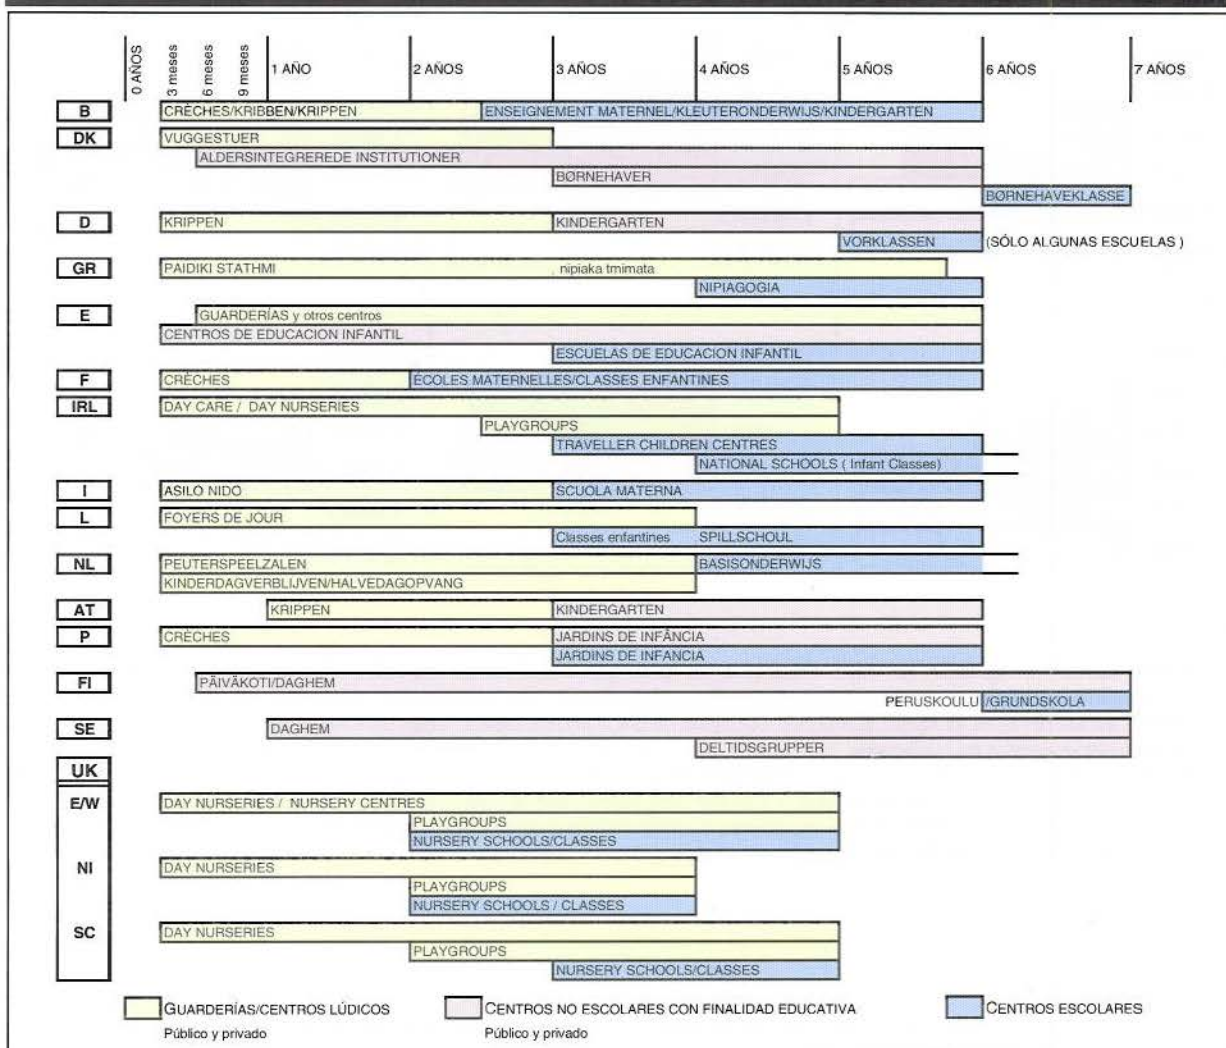 0 AÑOS 3 meses 6 meses 9 meses 1 AÑO 2 AÑOS 3 AÑOS 4 AÑOS 5 AÑOS 6 AÑOS 7 AÑOS
B CRÈCHES/KRIBBEN/KRIPPEN ENSEIGNEMENT MATERNEL/KLEUTERONDERWIJS/KINDERGARTEN
DK VUGGESTUER
ALDERSINTEGREREDE INSTITUTIONER
BØRNEHAVER
BØRNEHAVEKLASSE
D KRIPPEN KINDERGARTEN
VORKLASSEN (SÓLO ALGUNAS ESCUELAS )
GR PAIDIKI STATHMI nipiaka tmimata
NIPIAGOGIA
E GUARDERÍAS y otros centros
CENTROS DE EDUCACION INFANTIL
ESCUELAS DE EDUCACION INFANTIL
F CRÈCHES ÉCOLES MATERNELLES/CLASSES ENFANTINES
IRL DAY CARE / DAY NURSERIES
PLAYGROUPS
TRAVELLER CHILDREN CENTRES
NATIONAL SCHOOLS ( Infant Classes)
I ASILO NIDO SCUOLA MATERNA
L FOYERS DE JOUR
Classes enfantines SPILLSCHOUL
NL PEUTERSPEELZALEN BASISONDERWIJS
KINDERDAGVERBLIJVEN/HALVEDAGOPVANG
AT KRIPPEN KINDERGARTEN
P CRÈCHES JARDINS DE INFÂNCIA
JARDINS DE INFANCIA
FI PÄIVÄKOTI/DAGHEM
PERUSKOULU /GRUNDSKOLA
SE DAGHEM
DELTIDSGRUPPER
UK
E/W DAY NURSERIES / NURSERY CENTRES
PLAYGROUPS
NURSERY SCHOOLS/CLASSES
NI DAY NURSERIES
PLAYGROUPS
NURSERY SCHOOLS / CLASSES
SC DAY NURSERIES
PLAYGROUPS
NURSERY SCHOOLS/CLASSES
GUARDERÍAS/CENTROS LÚDICOS CENTROS NO ESCOLARES CON FINALIDAD EDUCATIVA CENTROS ESCOLARES
Público y privado Público y privado